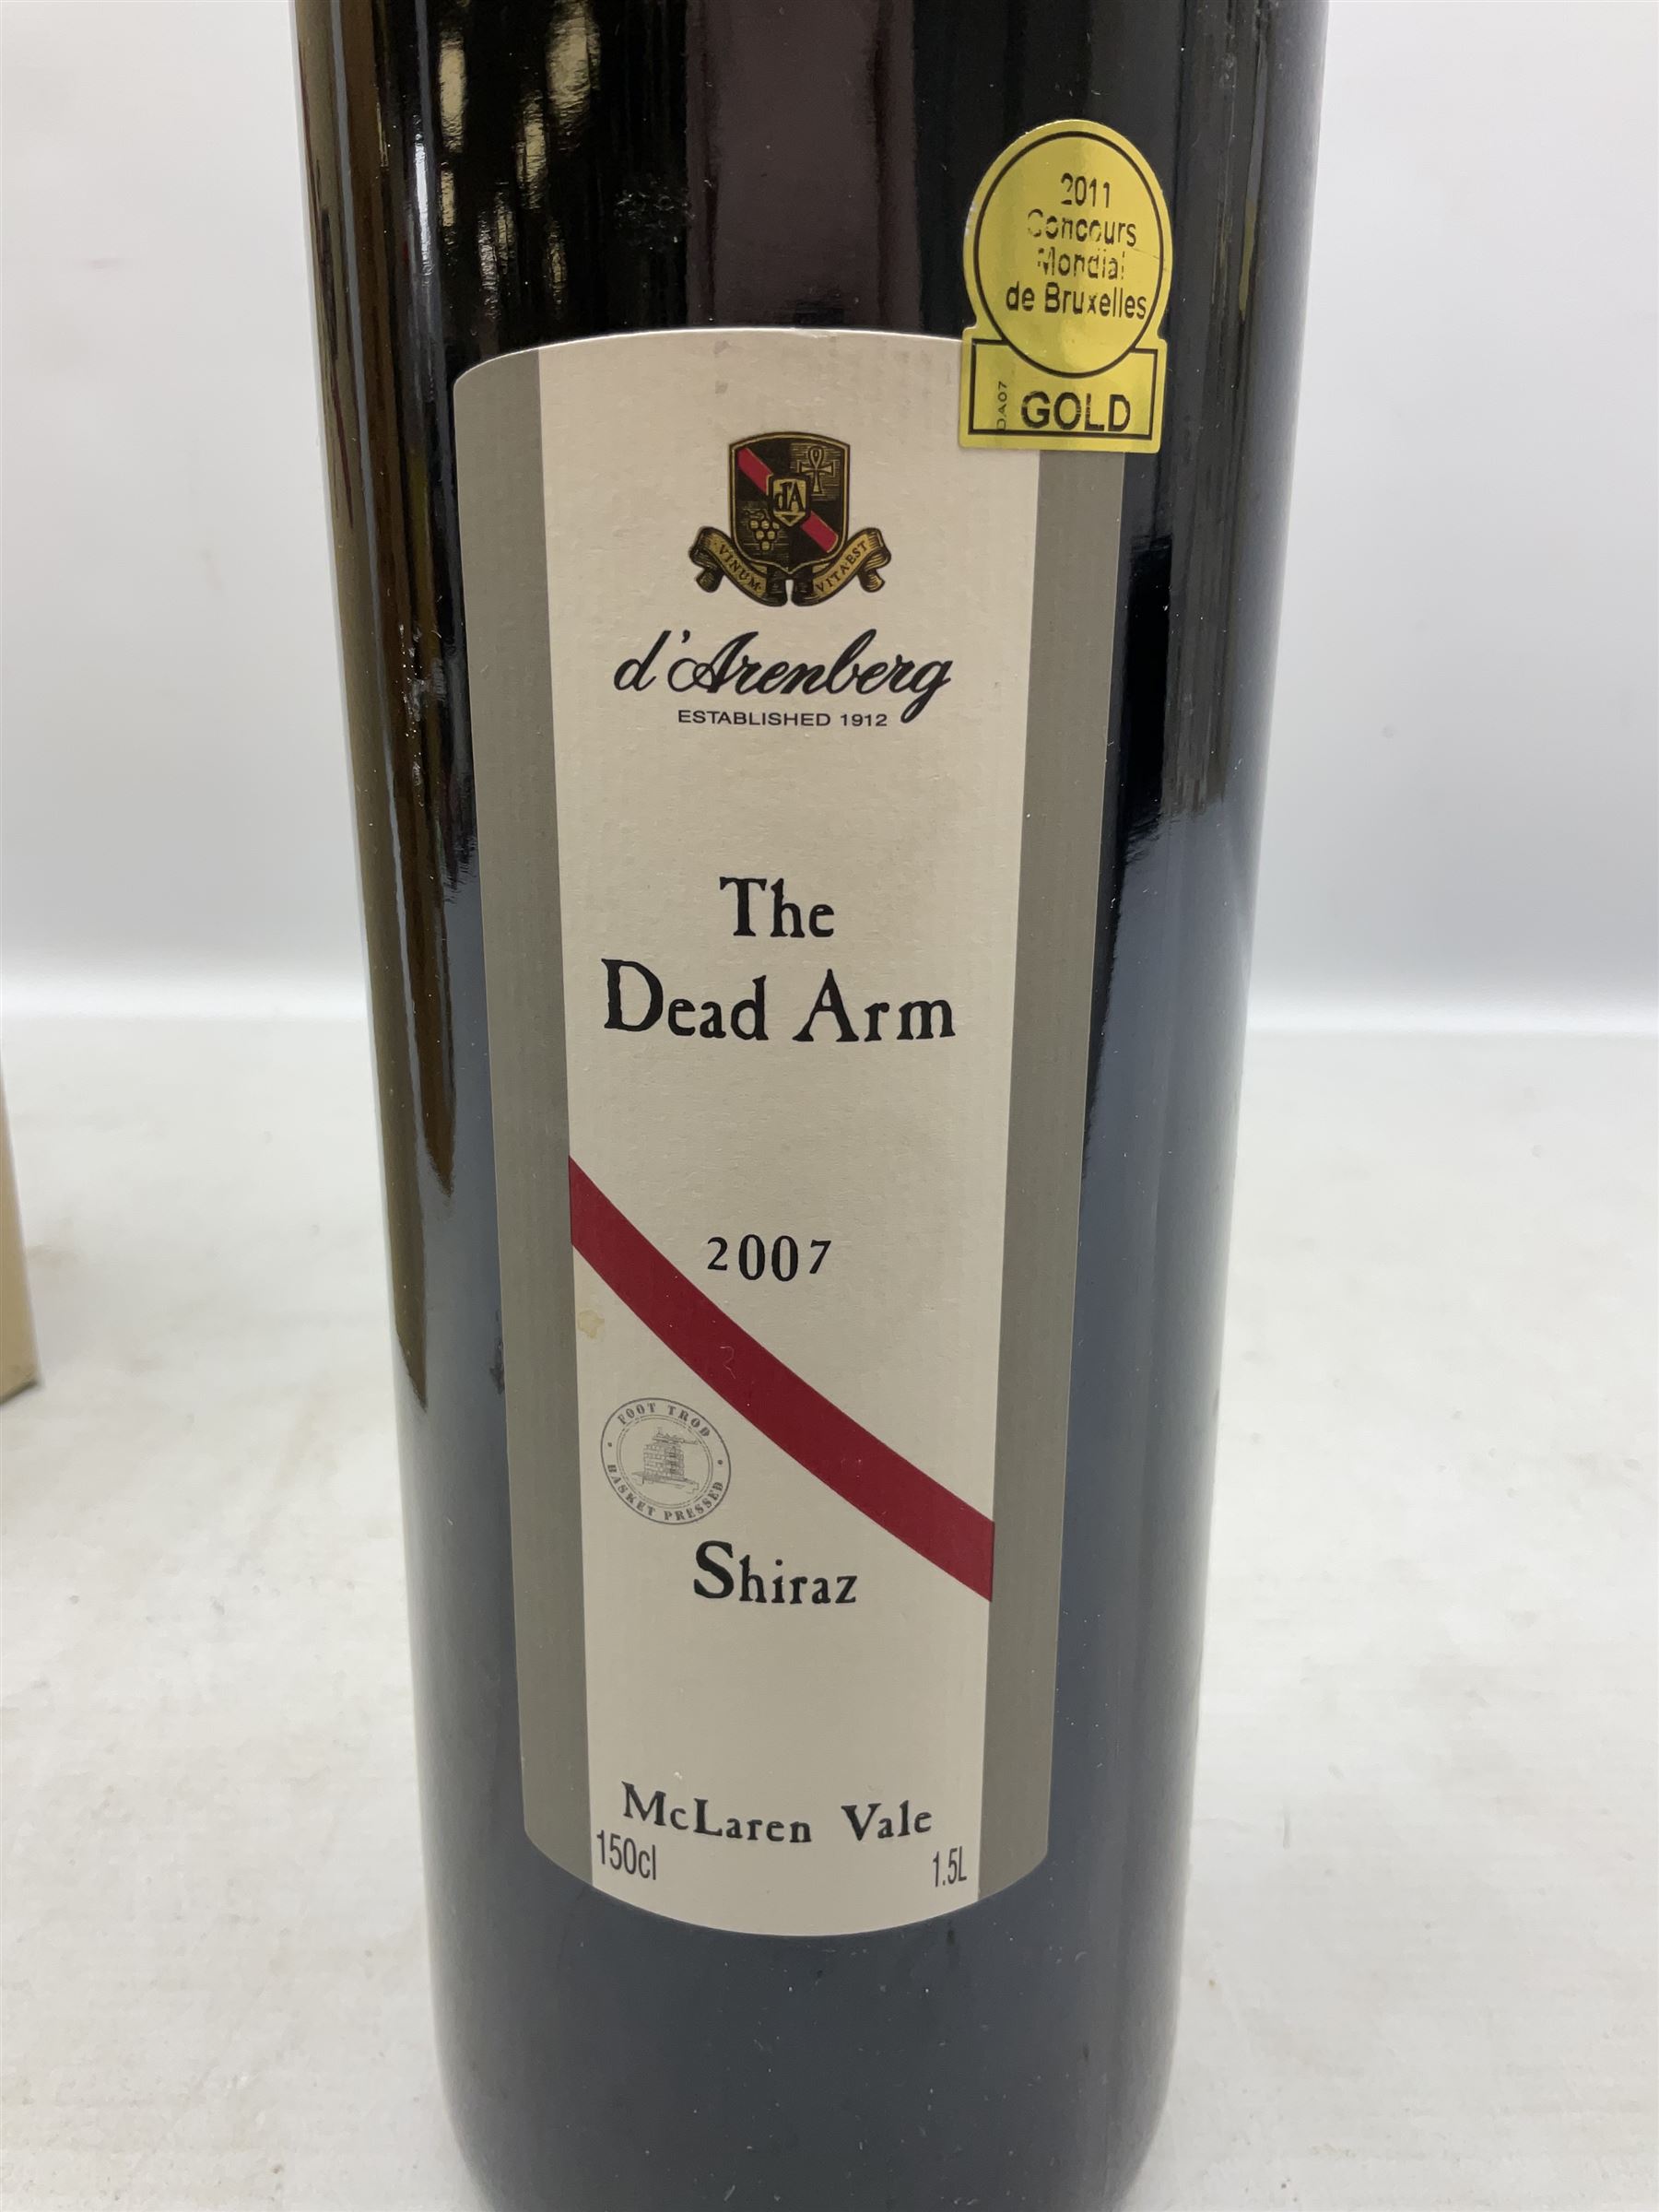 2011
Concours
Mondial
de Bruxelles
DA07
GOLD
d'A
VINUM VITA EST
d'Arenberg
ESTABLISHED 1912
The
Dead Arm
2007
FOOT TROD
BASKET PRESSED
Shiraz
McLaren Vale
150cl 1.5L